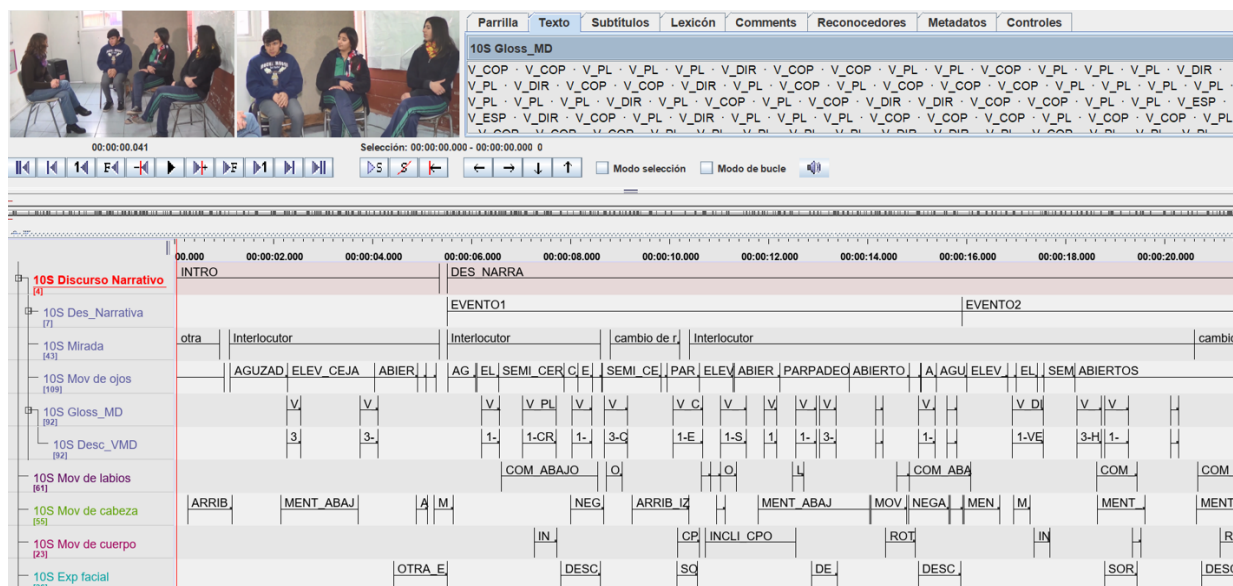 Parrilla Texto Subtítulos Lexicón Comments Reconocedores Metadatos Controles
10S Gloss_MD
V_COP · V_COP · V_PL · V_PL · V_PL · V_DIR · V_COP · V_COP · V_PL · V_PL · V_COP · V_PL · V_PL · V_PL · V_DIR ·
V_PL · V_DIR · V_COP · V_COP · V_DIR · V_PL · V_PL · V_COP · V_COP · V_PL · V_COP · V_PL · V_PL · V_COP ·
V_PL · V_PL · V_PL · V_DIR · V_PL · V_COP · V_PL · V_COP · V_DIR · V_DIR · V_COP · V_PL · V_PL · V_ESP ·
V_ESP · V_DIR · V_COP · V_PL · V_COP · V_PL · V_COP · V_PL · V_COP · V_COP · V_PL · V_COP · V_COP · V_PL
00:00:00.041
Selección: 00:00:00.000 - 00:00:00.000 0
Modo selección Modo de bucle
00.000 00:00:02.000 00:00:04.000 00:00:06.000 00:00:08.000 00:00:10.000 00:00:12.000 00:00:14.000 00:00:16.000 00:00:18.000 00:00:20.000
10S Discurso Narrativo INTRO DES_NARRA
[4]
10S Des_Narrativa EVENTO1 EVENTO2
[7]
10S Mirada otra Interlocutor Interlocutor cambio de r Interlocutor cambio
[43]
10S Mov de ojos AGUZAD ELEV_CEJA ABIER AG EL SEMI_CER C E SEMI_CE PAR ELEV ABIER PARPADEO ABIERTO A AGU ELEV EL SEM ABIERTOS
[109]
10S Gloss_MD V V V V_PL V V V_C V V V V V V_DI V V
[92]
10S Desc_VMD 3 3- 1- 1-CR 1- 3-C 1-E 1-S 1 1- 3- 1- 1-VE 3-H 1-
[92]
10S Mov de labios COM_ABAJO O O L COM_ABA COM COM
[61]
10S Mov de cabeza ARRIB MENT_ABAJ A M NEG ARRIB_IZ MENT_ABAJ MOV NEGA MEN M MENT_ MENT
[55]
10S Mov de cuerpo IN CP INCLI_CPO ROT IN R
[23]
10S Exp facial OTRA_E DESC SO DE DESC SOR DESC